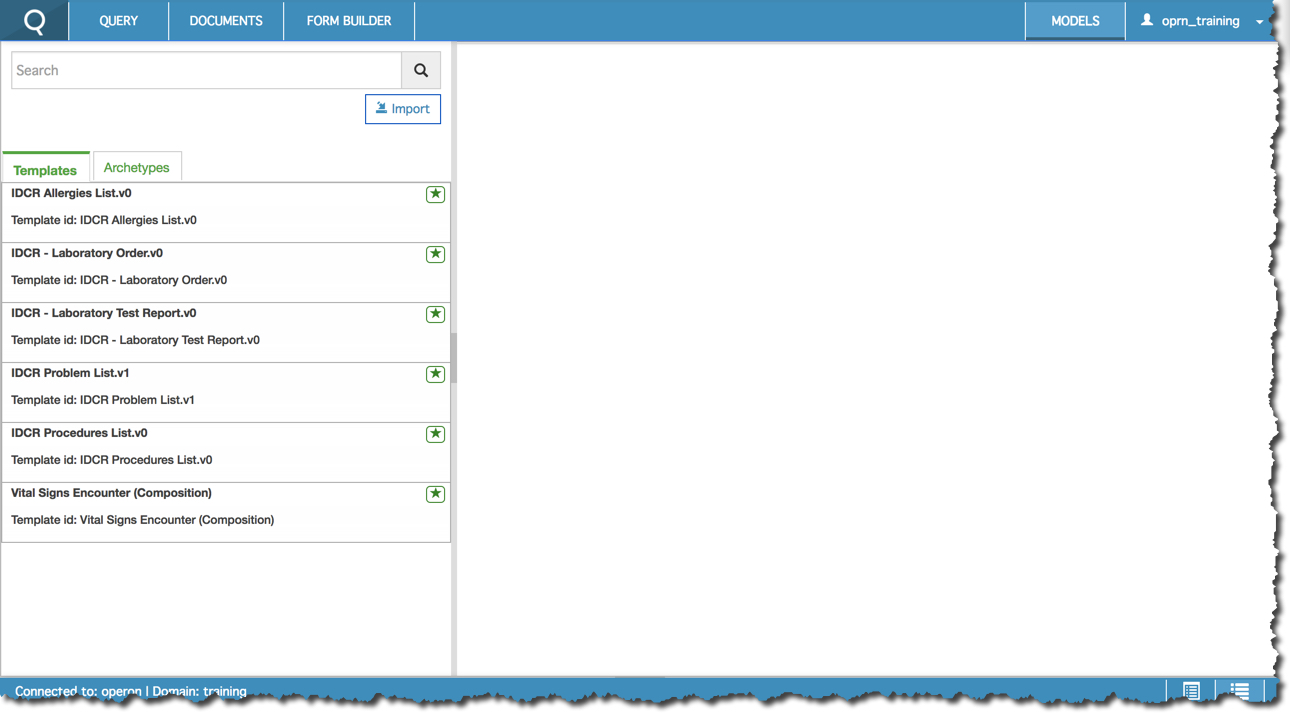 QUERY DOCUMENTS FORM BUILDER MODELS oprn_training
Search
Import
Templates Archetypes
IDCR Allergies List.v0
Template id: IDCR Allergies List.v0
IDCR - Laboratory Order.v0
Template id: IDCR - Laboratory Order.v0
IDCR - Laboratory Test Report.v0
Template id: IDCR - Laboratory Test Report.v0
IDCR Problem List.v1
Template id: IDCR Problem List.v1
IDCR Procedures List.v0
Template id: IDCR Procedures List.v0
Vital Signs Encounter (Composition)
Template id: Vital Signs Encounter (Composition)
Connected to: operon | Domain: training